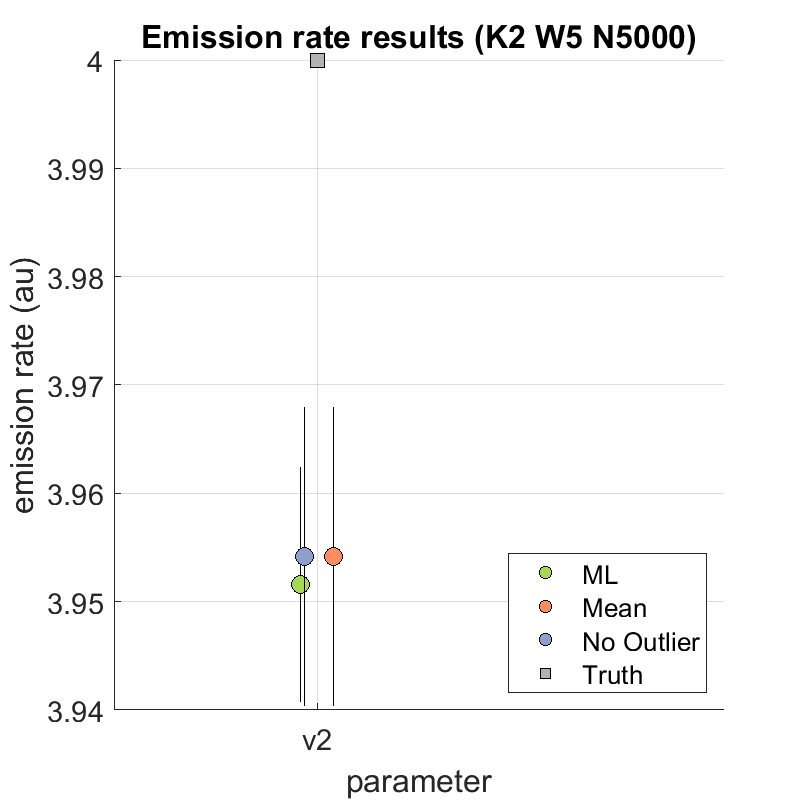 Emission rate results (K2 W5 N5000)
4
3.99
3.98
3.97
3.96
3.95
3.94
emission rate (au)
ML
Mean
No Outlier
Truth
v2
parameter